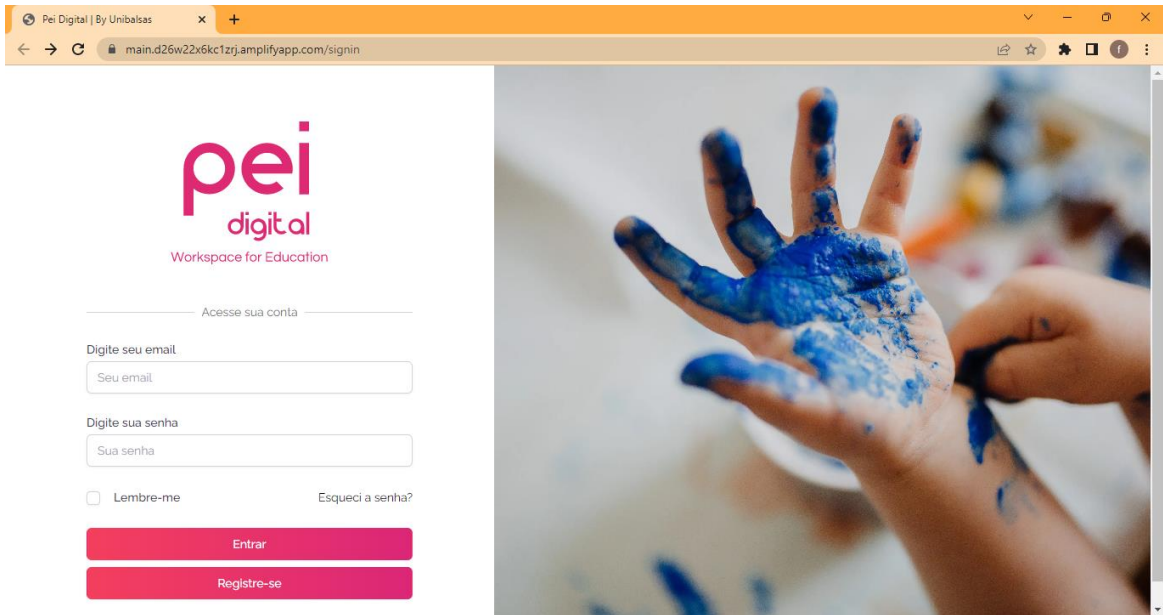 Pei Digital | By Unibalsas
main.d26w22x6kc1zrj.amplifyapp.com/signin
f
pei
digital
Workspace for Education
Acesse sua conta
Digite seu email
Seu email
Digite sua senha
Sua senha
Lembre-me Esqueci a senha?
Entrar
Registre-se